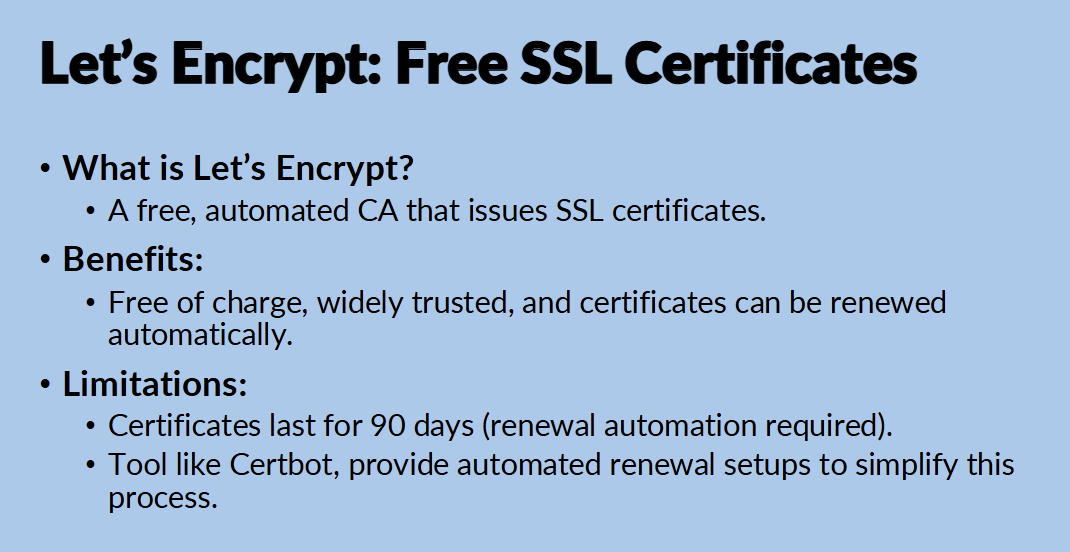 Let’s Encrypt: Free SSL Certificates
• What is Let’s Encrypt?
• A free, automated CA that issues SSL certificates.
• Benefits:
• Free of charge, widely trusted, and certificates can be renewed
automatically.
• Limitations:
• Certificates last for 90 days (renewal automation required).
• Tool like Certbot, provide automated renewal setups to simplify this
process.